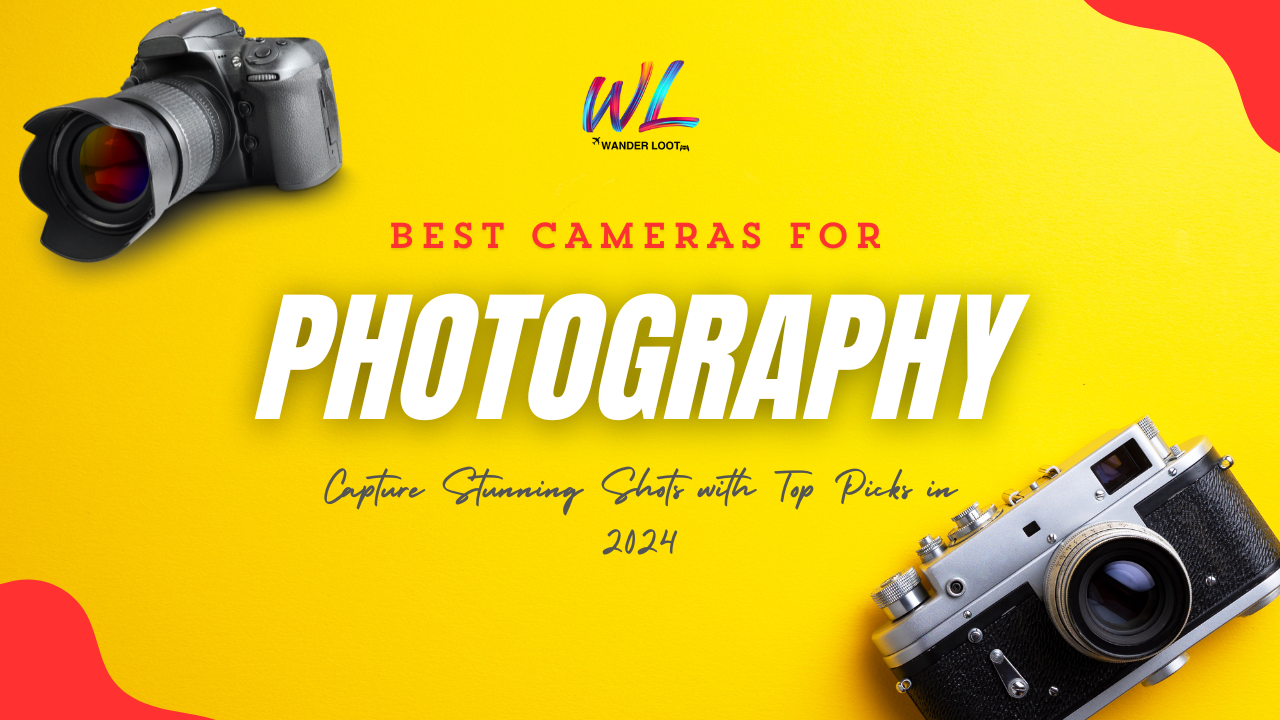 WL
WANDER LOOT
BEST CAMERAS FOR
PHOTOGRAPHY
Capture Stunning Shots with Top Picks in
2024